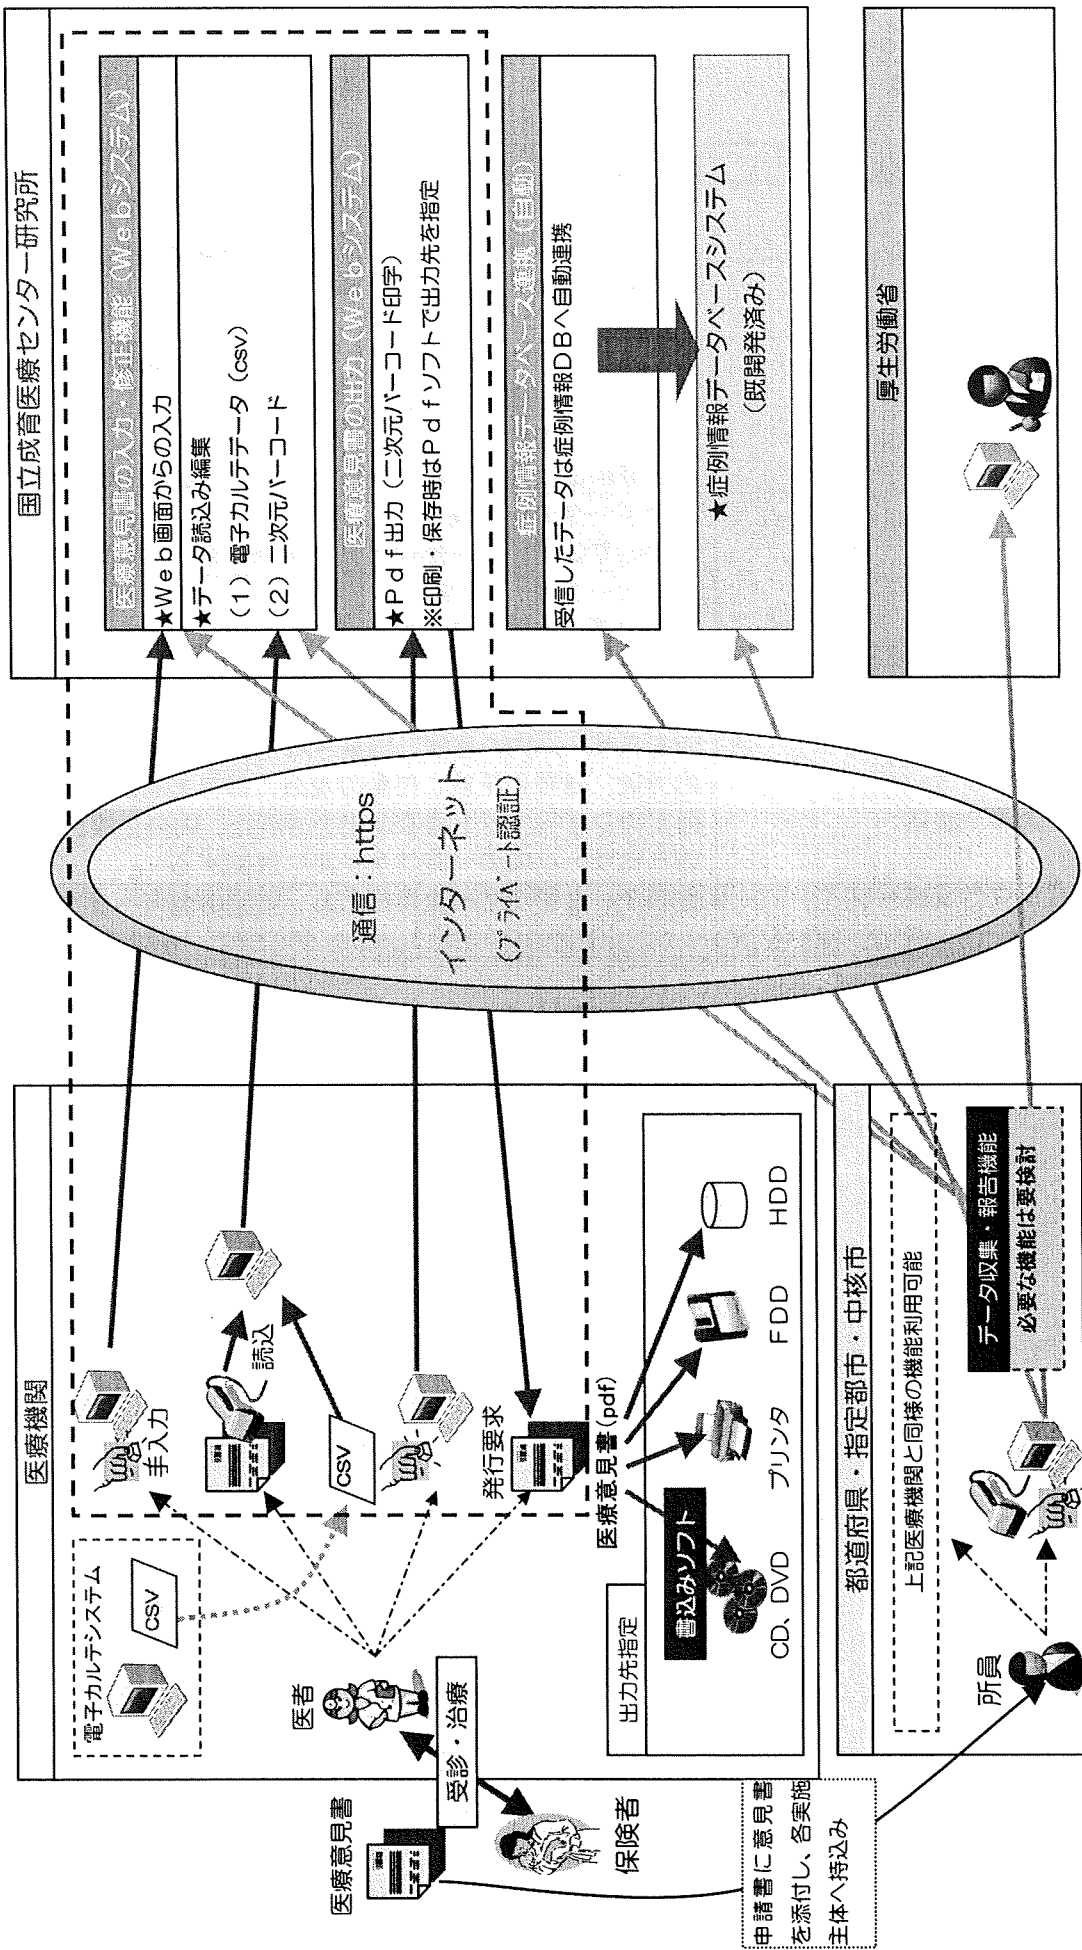 医療機関
電子カルテシステム
csv
医者
受診・治療
医療意見書
保険者
申請書に意見書
を添付し、各実施
主体へ持込み
手入力
読込
csv
発行要求
医療意見書(pdf)
出力先指定
書込みソフト
CD、DVD
プリンタ
FDD
HDD
都道府県・指定都市・中核市
上記医療機関と同様の機能利用可能
所員
データ収集・報告機能
必要な機能は要検討
通信：https
インターネット
(ﾌﾟﾗｲﾍﾞｰﾄ認証)
国立成育医療センター研究所
医療意見書の入力・修正機能（Webシステム）
★Web画面からの入力
★データ読込み編集
（1）電子カルテデータ（csv）
（2）二次元バーコード
医療意見書の出力（Webシステム）
★Pdf出力（二次元バーコード印字）
※印刷・保存時はPdfソフトで出力先を指定
症例情報データベース連携（自動）
受信したデータは症例情報DBへ自動連携
★症例情報データベースシステム
（既開発済み）
厚生労働省